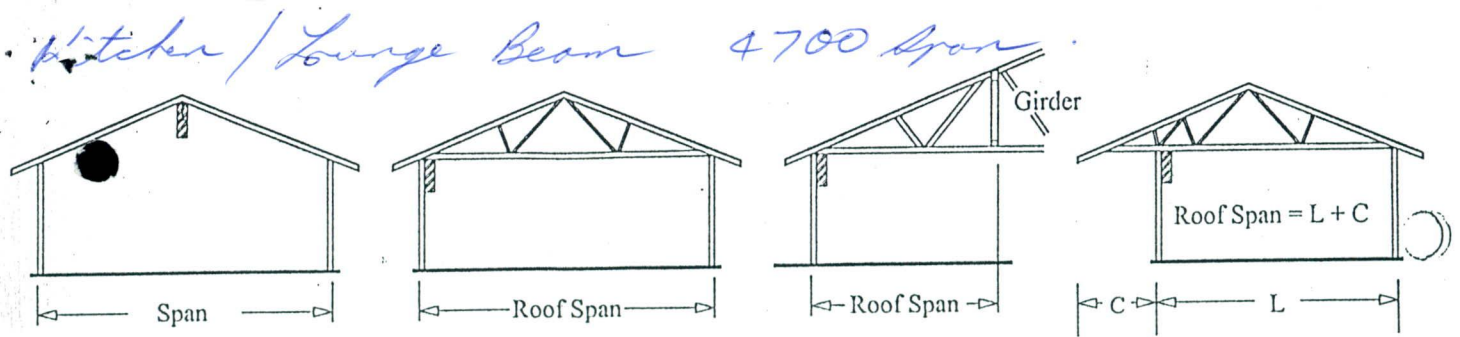 Kitchen / Lounge Beam 4700 Span.
Girder
Roof Span = L + C
Span
Roof Span
Roof Span
C
L